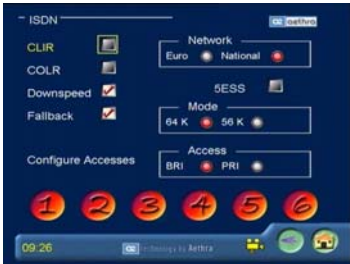 ISDN
aethra
CLIR
COLR
Downspeed
Fallback
Network
Euro National
5ESS
Mode
64 K 56 K
Configure Accesses
Access
BRI PRI
1 2 3 4 5 6
09:26
technology by Aethra